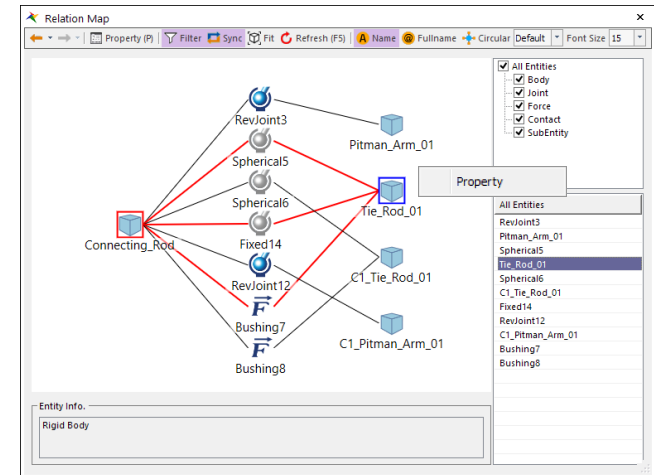 Relation Map
Property (P) Filter Sync Fit Refresh (F5) Name Fullname Circular Default Font Size 15
RevJoint3
Pitman_Arm_01
Spherical5
Spherical6
Tie_Rod_01
Connecting_Rod
Fixed14
C1_Tie_Rod_01
RevJoint12
Bushing7
C1_Pitman_Arm_01
Bushing8
Property
All Entities
Body
Joint
Force
Contact
SubEntity
All Entities
RevJoint3
Pitman_Arm_01
Spherical5
Tie_Rod_01
Spherical6
C1_Tie_Rod_01
Fixed14
RevJoint12
C1_Pitman_Arm_01
Bushing7
Bushing8
Entity Info.
Rigid Body